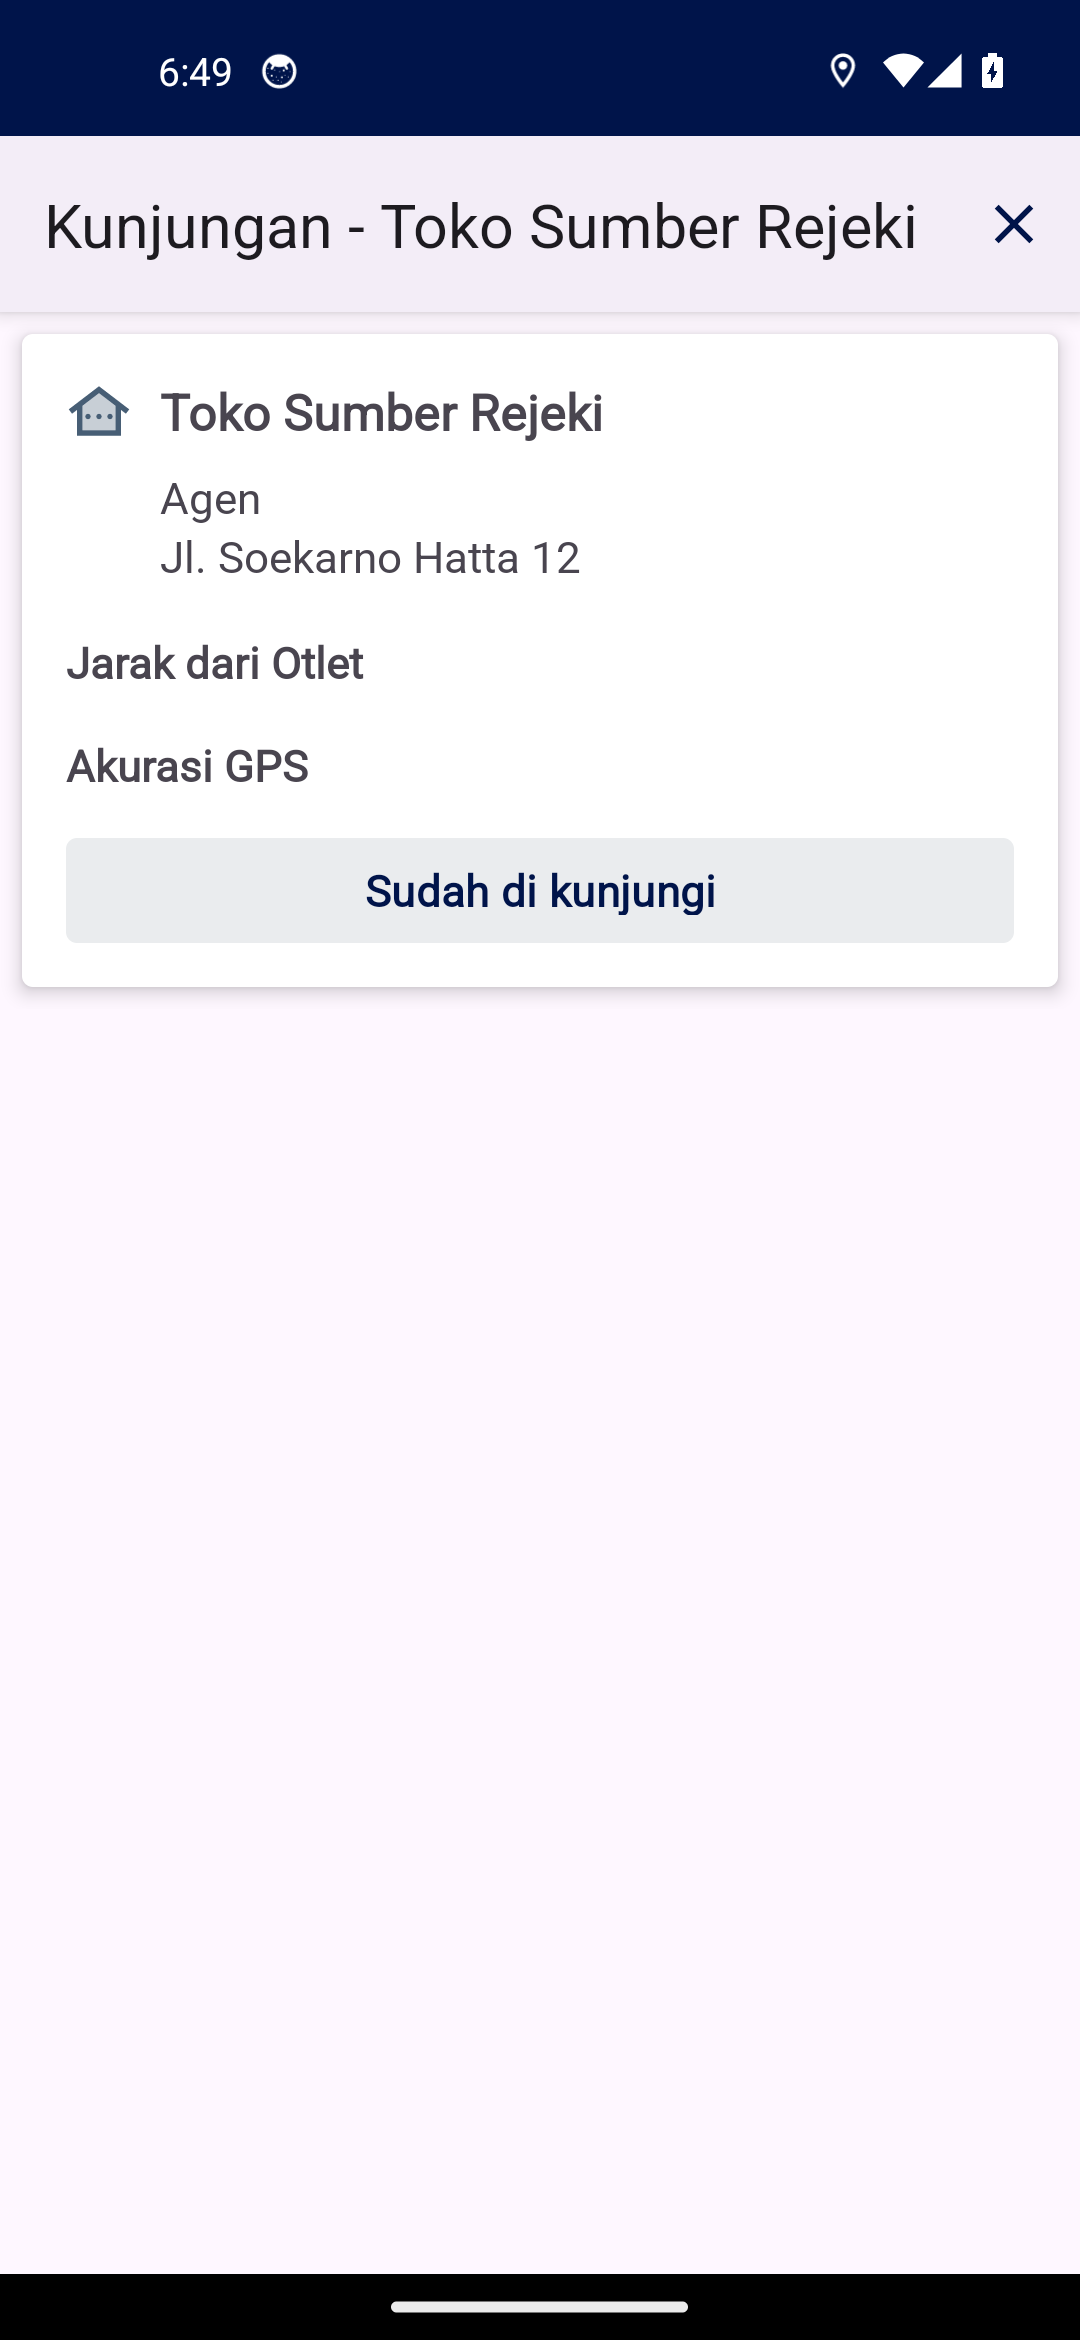 6:49
Kunjungan - Toko Sumber Rejeki
Toko Sumber Rejeki
Agen
Jl. Soekarno Hatta 12
Jarak dari Otlet
Akurasi GPS
Sudah di kunjungi